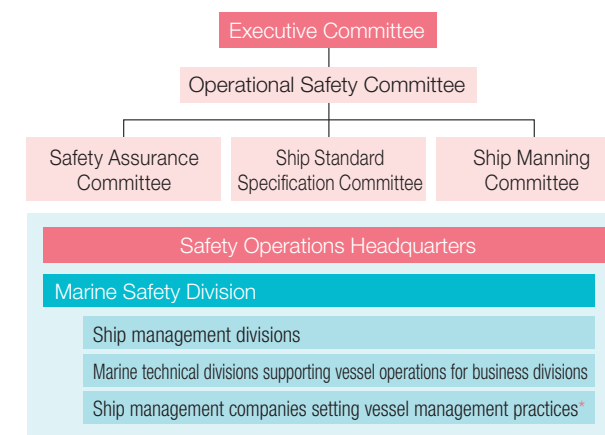 Executive Committee
Operational Safety Committee
Safety Assurance
Committee
Ship Standard
Specification Committee
Ship Manning
Committee
Safety Operations Headquarters
Marine Safety Division
Ship management divisions
Marine technical divisions supporting vessel operations for business divisions
Ship management companies setting vessel management practices*